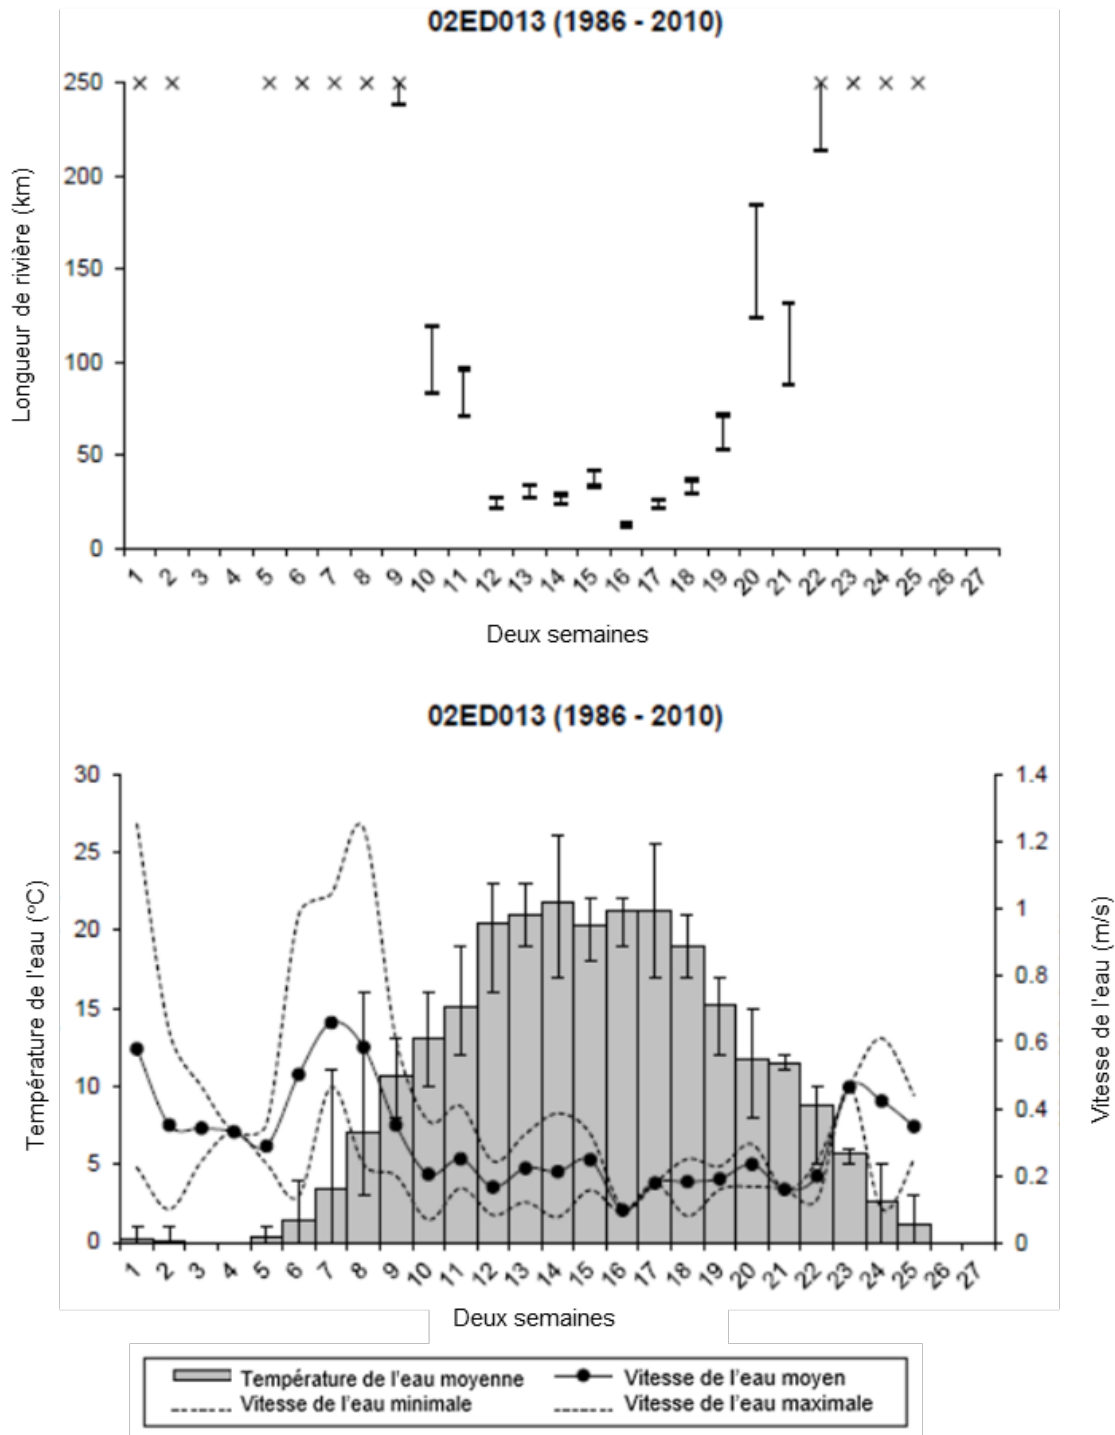 02ED013 (1986 - 2010)
Longueur de rivière (km)
250
200
150
100
50
0
1 2 3 4 5 6 7 8 9 10 11 12 13 14 15 16 17 18 19 20 21 22 23 24 25 26 27
Deux semaines
02ED013 (1986 - 2010)
Température de l'eau (°C)
30
25
20
15
10
5
0
1.4
1.2
1
0.8
0.6
0.4
0.2
0
Vitesse de l'eau (m/s)
1 2 3 4 5 6 7 8 9 10 11 12 13 14 15 16 17 18 19 20 21 22 23 24 25 26 27
Deux semaines
Température de l'eau moyenne
Vitesse de l'eau moyen
Vitesse de l'eau minimale
Vitesse de l'eau maximale